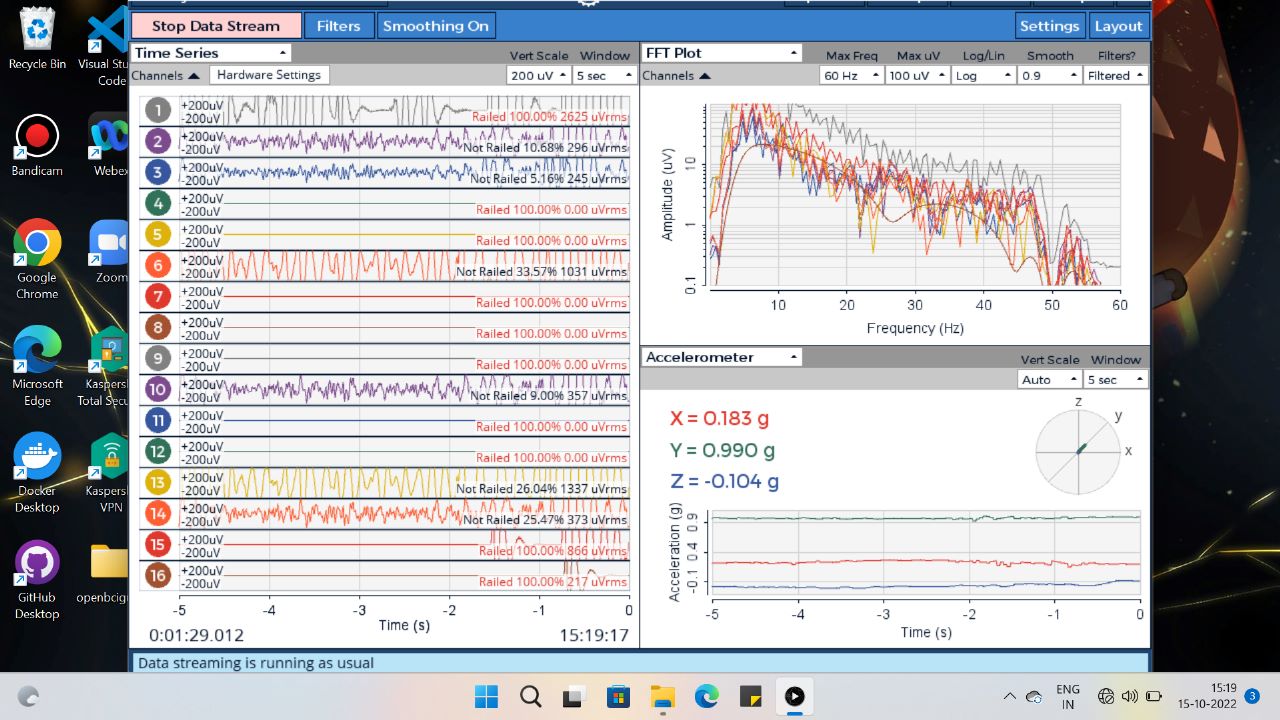 Recycle Bin
Visual Stu
Code
Bandicam
Webex
Google
Chrome
Zoom
Microsoft
Edge
Kaspers
Total Secu
Docker
Desktop
Kaspersl
VPN
GitHub
Desktop
openbcigu
Stop Data Stream
Filters
Smoothing On
Settings
Layout
Time Series
Vert Scale
Window
Channels
Hardware Settings
200 uV
5 sec
1 +200uV -200uV Railed 100.00% 2625 uVrms
2 +200uV -200uV Not Railed 10.68% 296 uVrms
3 +200uV -200uV Not Railed 5.16% 245 uVrms
4 +200uV -200uV Railed 100.00% 0.00 uVrms
5 +200uV -200uV Railed 100.00% 0.00 uVrms
6 +200uV -200uV Not Railed 33.57% 1031 uVrms
7 +200uV -200uV Railed 100.00% 0.00 uVrms
8 +200uV -200uV Railed 100.00% 0.00 uVrms
9 +200uV -200uV Railed 100.00% 0.00 uVrms
10 +200uV -200uV Not Railed 9.00% 357 uVrms
11 +200uV -200uV Railed 100.00% 0.00 uVrms
12 +200uV -200uV Railed 100.00% 0.00 uVrms
13 +200uV -200uV Not Railed 26.04% 1337 uVrms
14 +200uV -200uV Not Railed 25.47% 373 uVrms
15 +200uV -200uV Railed 100.00% 866 uVrms
16 +200uV -200uV Railed 100.00% 217 uVrms
-5 -4 -3 -2 -1 0
Time (s)
0:01:29.012
15:19:17
FFT Plot
Max Freq
Max uV
Log/Lin
Smooth
Filters?
Channels
60 Hz
100 uV
Log
0.9
Filtered
Amplitude (uV)
10
1
0.1
10 20 30 40 50 60
Frequency (Hz)
Accelerometer
Vert Scale
Window
Auto
5 sec
X = 0.183 g
Y = 0.990 g
Z = -0.104 g
z
y
x
Acceleration (g)
0.9
0.4
-0.1
-5 -4 -3 -2 -1 0
Time (s)
Data streaming is running as usual
ENG
IN
15:19
15-10-2022
3